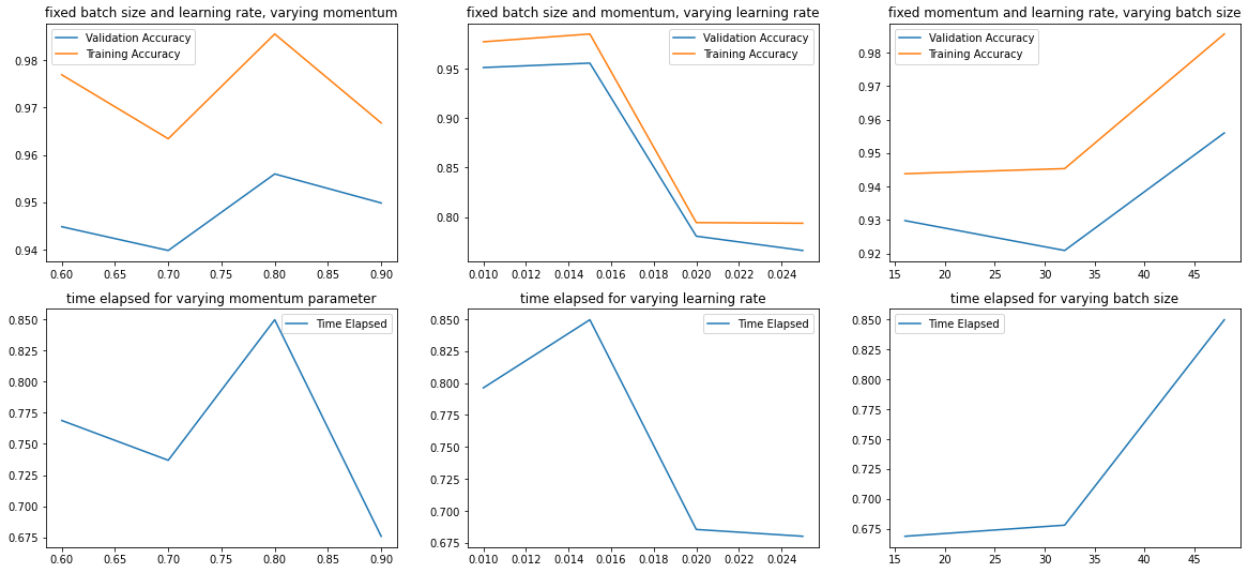 fixed batch size and learning rate, varying momentum
Validation Accuracy
Training Accuracy
0.98
0.97
0.96
0.95
0.94
0.60 0.65 0.70 0.75 0.80 0.85 0.90
fixed batch size and momentum, varying learning rate
Validation Accuracy
Training Accuracy
0.95
0.90
0.85
0.80
0.010 0.012 0.014 0.016 0.018 0.020 0.022 0.024
fixed momentum and learning rate, varying batch size
Validation Accuracy
Training Accuracy
0.98
0.97
0.96
0.95
0.94
0.93
0.92
15 20 25 30 35 40 45
time elapsed for varying momentum parameter
Time Elapsed
0.850
0.825
0.800
0.775
0.750
0.725
0.700
0.675
0.60 0.65 0.70 0.75 0.80 0.85 0.90
time elapsed for varying learning rate
Time Elapsed
0.850
0.825
0.800
0.775
0.750
0.725
0.700
0.675
0.010 0.012 0.014 0.016 0.018 0.020 0.022 0.024
time elapsed for varying batch size
Time Elapsed
0.850
0.825
0.800
0.775
0.750
0.725
0.700
0.675
15 20 25 30 35 40 45